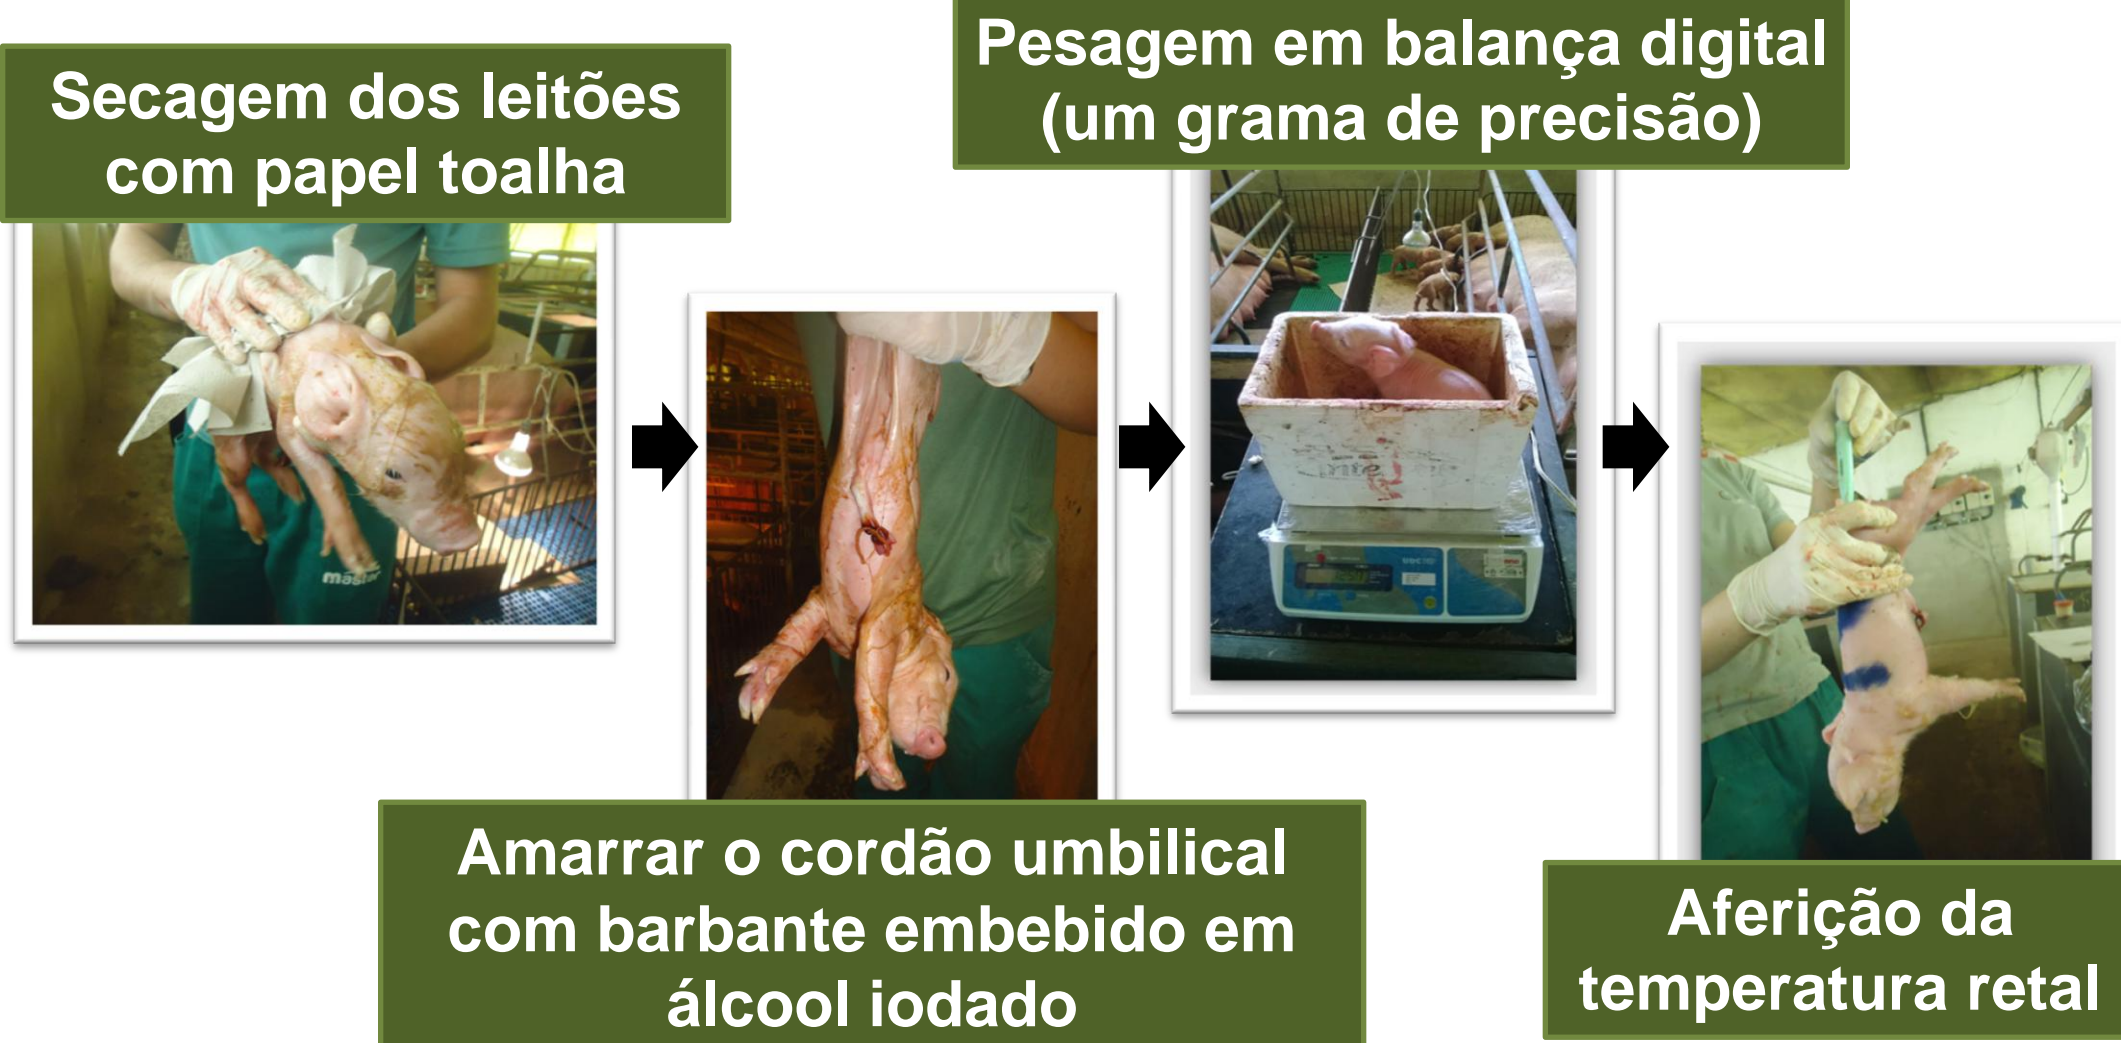 Secagem dos leitões
com papel toalha
Amarrar o cordão umbilical
com barbante embebido em
álcool iodado
Pesagem em balança digital
(um grama de precisão)
Aferição da
temperatura retal
master